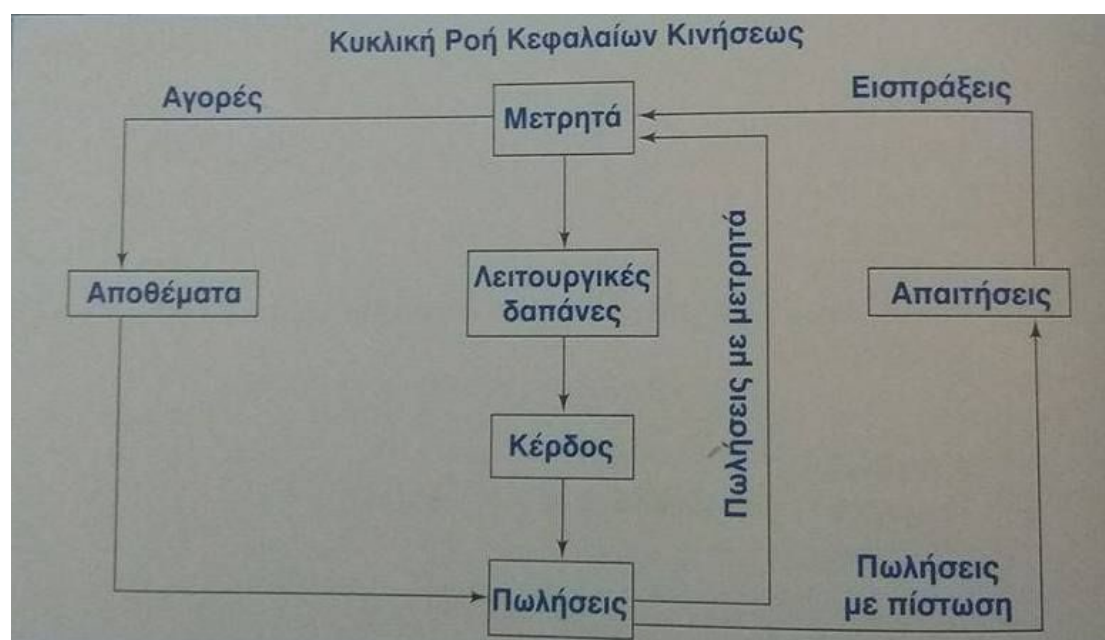 Κυκλική Ροή Κεφαλαίων Κινήσεως
Αγορές
Μετρητά
Εισπράξεις
Αποθέματα
Λειτουργικές
δαπάνες
Πωλήσεις με μετρητά
Απαιτήσεις
Κέρδος
Πωλήσεις
Πωλήσεις
με πίστωση